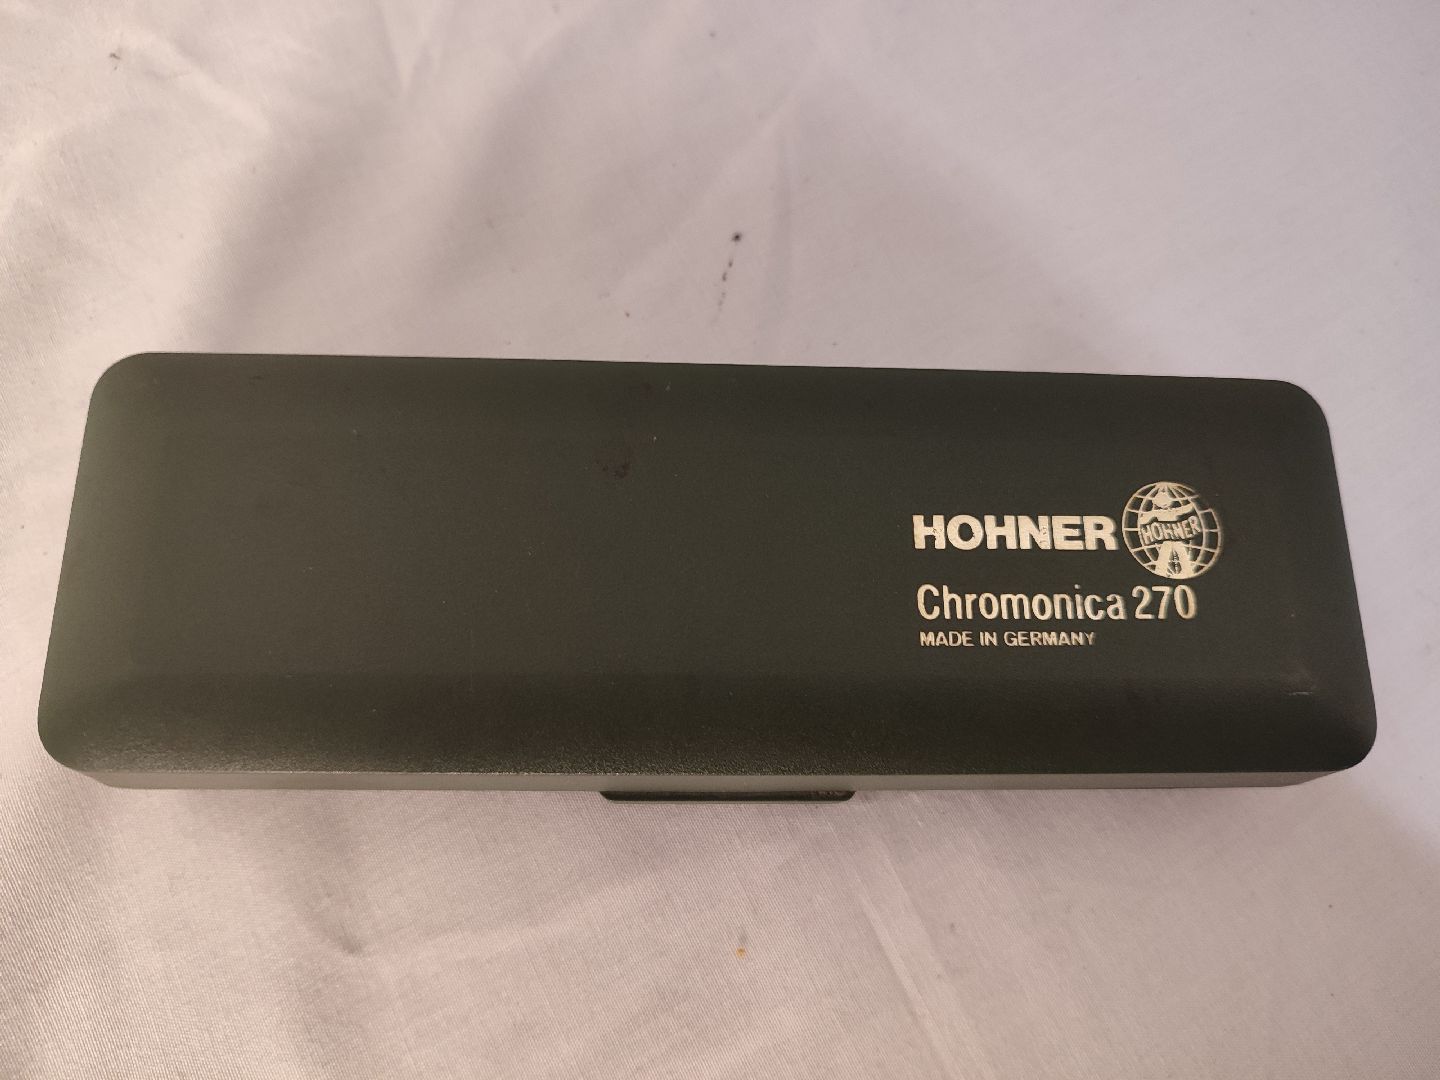 HOHNER
HOHNER
Chromonica 270
MADE IN GERMANY